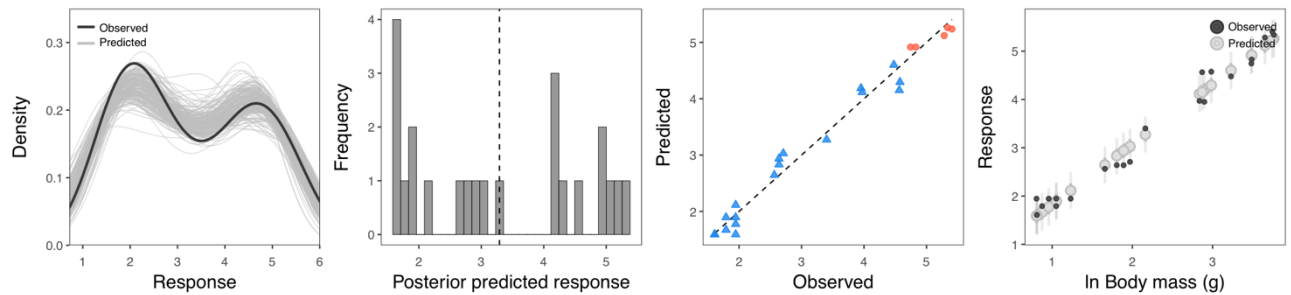 Observed
Predicted
0.3
0.2
0.1
0.0
Density
1 2 3 4 5 6
Response
4
3
2
1
0
Frequency
2 3 4 5
Posterior predicted response
5
4
3
2
Predicted
2 3 4 5
Observed
Observed
Predicted
5
4
3
2
1
Response
1 2 3
ln Body mass (g)